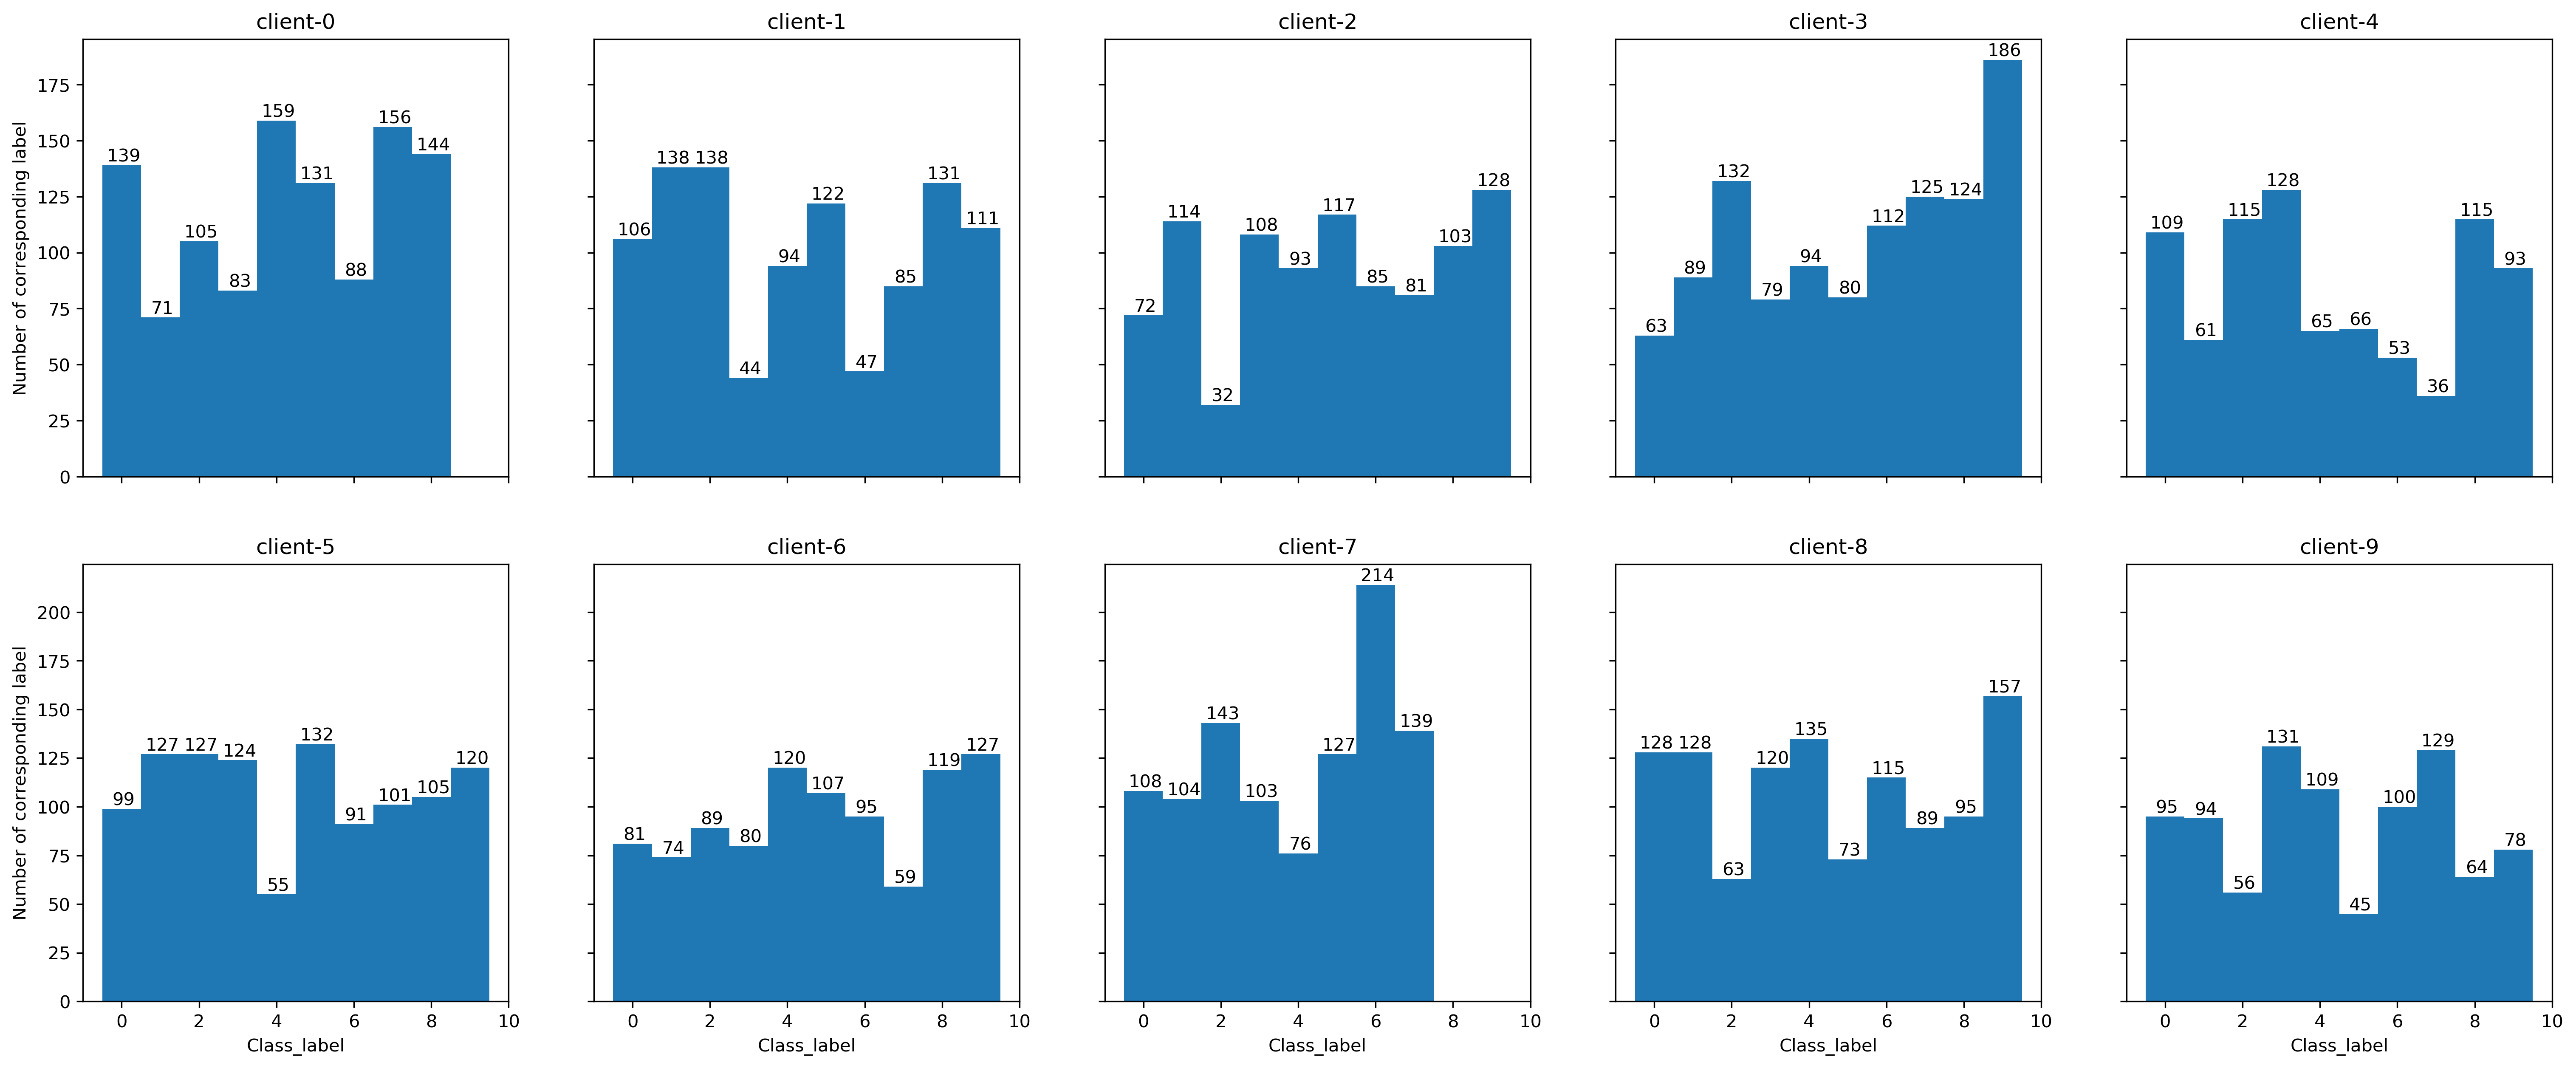 client-0 client-1 client-2 client-3 client-4
Number of corresponding label
175
150
125
100
75
50
25
0
139 71 105 83 159 131 88 156 144
106 138 138 44 94 122 47 85 131 111
72 114 32 108 93 117 85 81 103 128
63 89 132 79 94 80 112 125 124 186
109 61 115 128 65 66 53 36 115 93
client-5 client-6 client-7 client-8 client-9
Number of corresponding label
200
175
150
125
100
75
50
25
0
99 127 127 124 55 132 91 101 105 120
81 74 89 80 120 107 95 59 119 127
108 104 143 103 76 127 214 139
128 128 63 120 135 73 115 89 95 157
95 94 56 131 109 45 100 129 64 78
0 2 4 6 8 10 0 2 4 6 8 10 0 2 4 6 8 10 0 2 4 6 8 10 0 2 4 6 8 10
Class_label Class_label Class_label Class_label Class_label